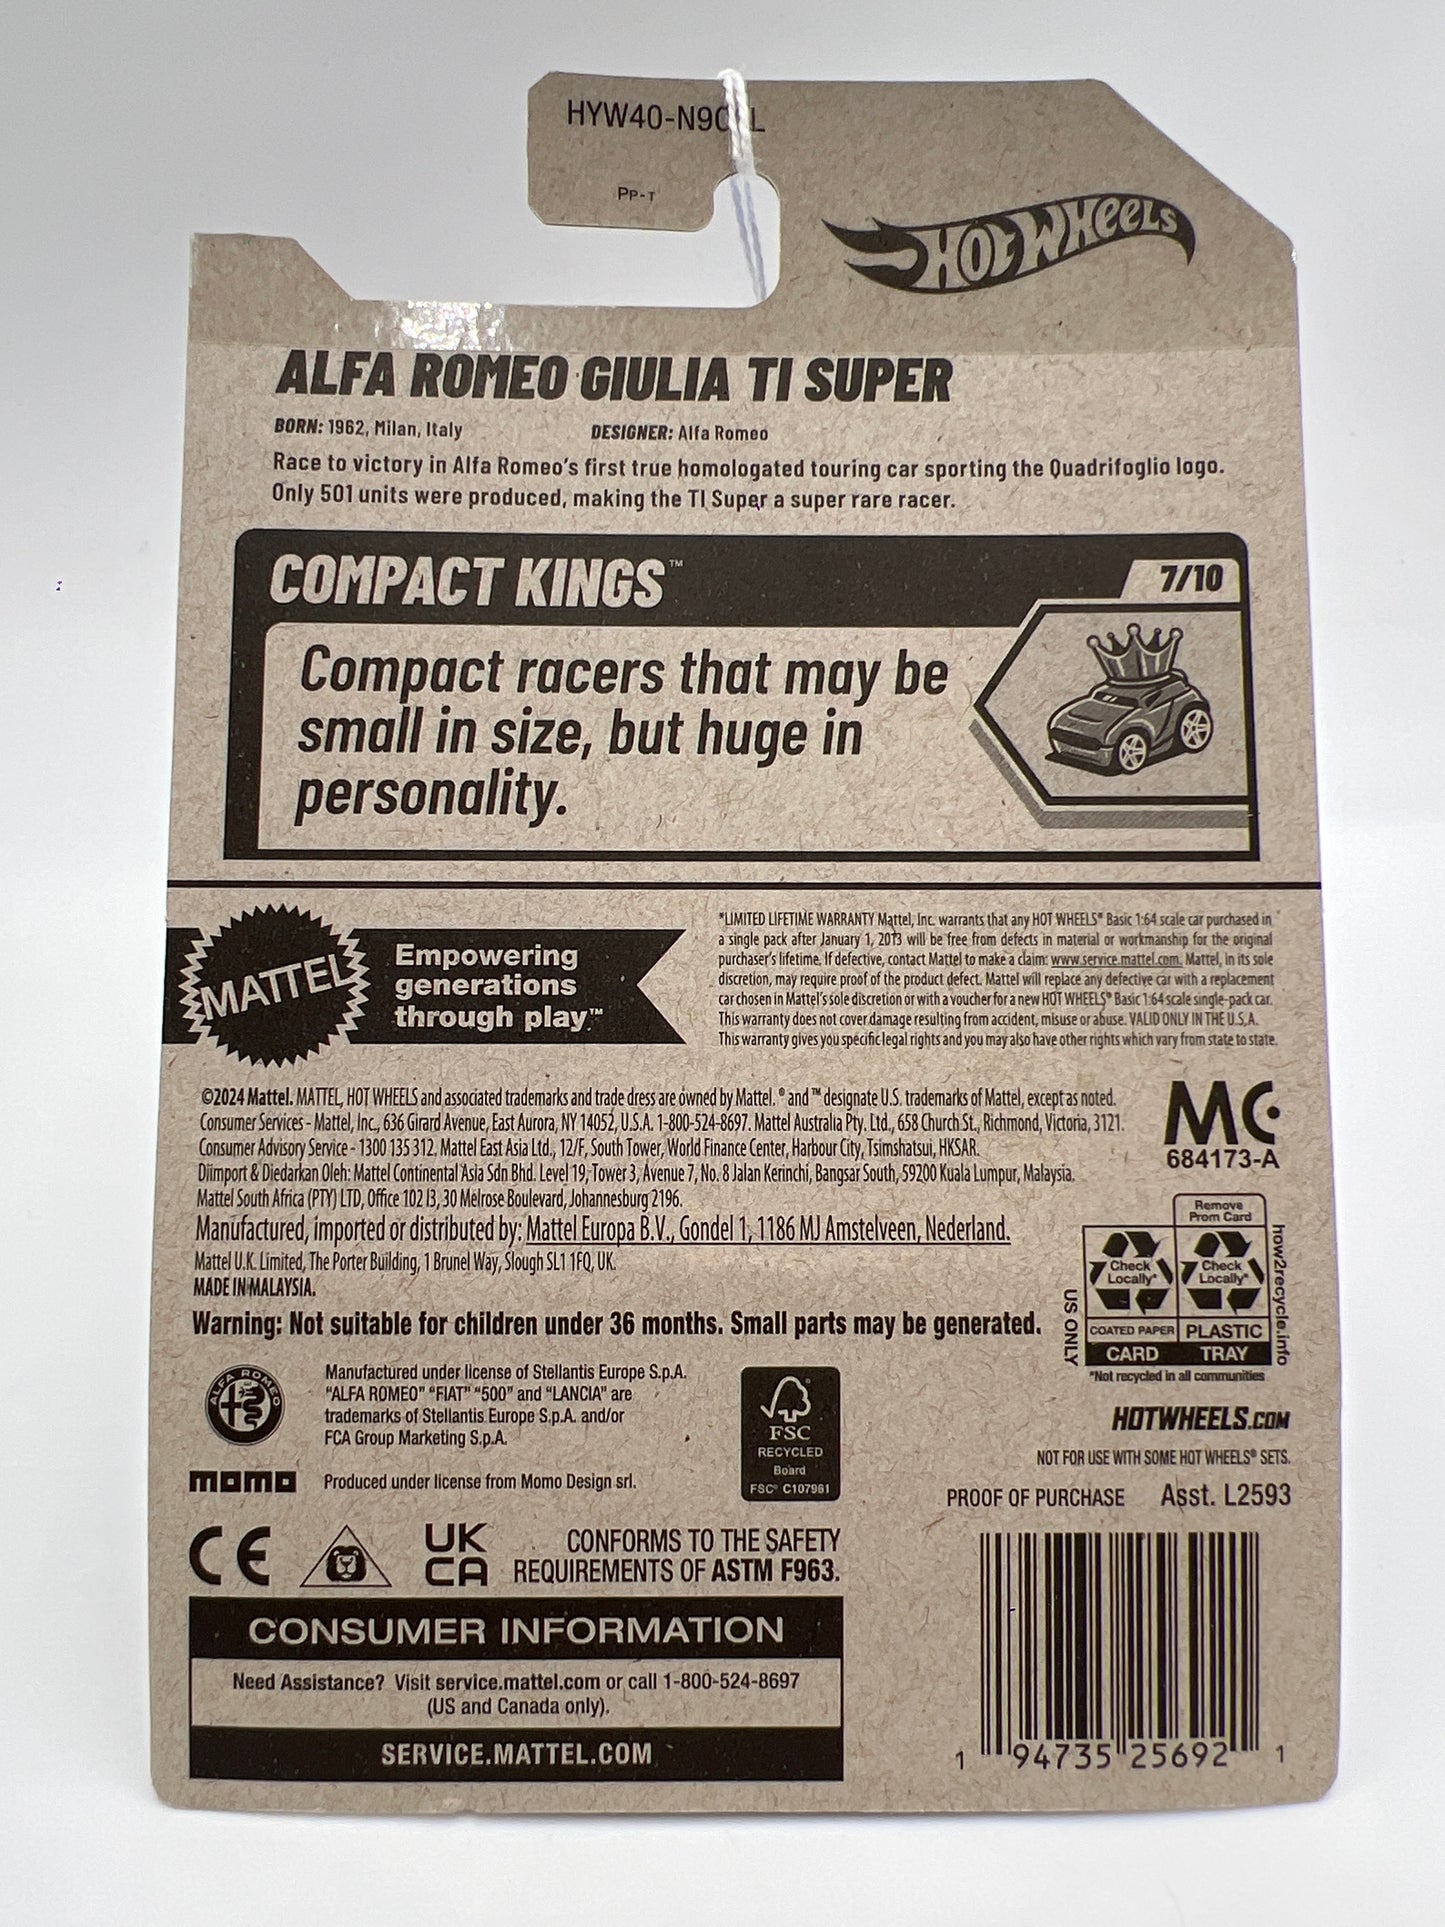 PP-T
HOT WHEELS
ALFA ROMEO GIULIA TI SUPER
BORN: 1962, Milan, Italy DESIGNER: Alfa Romeo
Race to victory in Alfa Romeo's first true homologated touring car sporting the Quadrifoglio logo.
Only 501 units were produced, making the TI Super a super rare racer.
COMPACT KINGS™ 7/10
Compact racers that may be
small in size, but huge in
personality.
MATTEL
Empowering
generations
through play™
*LIMITED LIFETIME WARRANTY Mattel, Inc. warrants that any HOT WHEELS® Basic 1:64 scale car purchased in
a single pack after January 1, 2013 will be free from defects in material or workmanship for the original
purchaser's lifetime. If defective, contact Mattel to make a claim: www.service.mattel.com. Mattel, in its sole
discretion, may require proof of the product defect. Mattel will replace any defective car with a replacement
car chosen in Mattel's sole discretion or with a voucher for a new HOT WHEELS® Basic 1:64 scale single-pack car.
This warranty does not cover damage resulting from accident, misuse or abuse. VALID ONLY IN THE U.S.A.
This warranty gives you specific legal rights and you may also have other rights which vary from state to state.
©2024 Mattel. MATTEL, HOT WHEELS and associated trademarks and trade dress are owned by Mattel. ® and ™ designate U.S. trademarks of Mattel, except as noted.
Consumer Services - Mattel, Inc., 636 Girard Avenue, East Aurora, NY 14052, U.S.A. 1-800-524-8697. Mattel Australia Pty. Ltd., 658 Church St., Richmond, Victoria, 3121.
Consumer Advisory Service - 1300 135 312. Mattel East Asia Ltd., 12/F, South Tower, World Finance Center, Harbour City, Tsimshatsui, HKSAR.
Diimport & Diedarkan Oleh: Mattel Continental Asia Sdn Bhd. Level 19, Tower 3, Avenue 7, No. 8 Jalan Kerinchi, Bangsar South, 59200 Kuala Lumpur, Malaysia.
Mattel South Africa (PTY) LTD, Office 102 I3, 30 Melrose Boulevard, Johannesburg 2196.
Manufactured, imported or distributed by: Mattel Europa B.V., Gondel 1, 1186 MJ Amstelveen, Nederland.
Mattel U.K. Limited, The Porter Building, 1 Brunel Way, Slough SL1 1FQ, UK.
MADE IN MALAYSIA.
MC
684173-A
Remove
From Card
Check
Locally*
Check
Locally*
COATED PAPER PLASTIC
CARD TRAY
US ONLY
how2recycle.info
*Not recycled in all communities
Warning: Not suitable for children under 36 months. Small parts may be generated.
ALFA ROMEO
Manufactured under license of Stellantis Europe S.p.A.
"ALFA ROMEO" "FIAT" "500" and "LANCIA" are
trademarks of Stellantis Europe S.p.A. and/or
FCA Group Marketing S.p.A.
momo Produced under license from Momo Design srl.
FSC
RECYCLED
Board
FSC® C107981
HOTWHEELS.COM
NOT FOR USE WITH SOME HOT WHEELS® SETS.
PROOF OF PURCHASE Asst. L2593
CE
UK
CA
CONFORMS TO THE SAFETY
REQUIREMENTS OF ASTM F963.
CONSUMER INFORMATION
Need Assistance? Visit service.mattel.com or call 1-800-524-8697
(US and Canada only).
SERVICE.MATTEL.COM
1 94735 25692 1